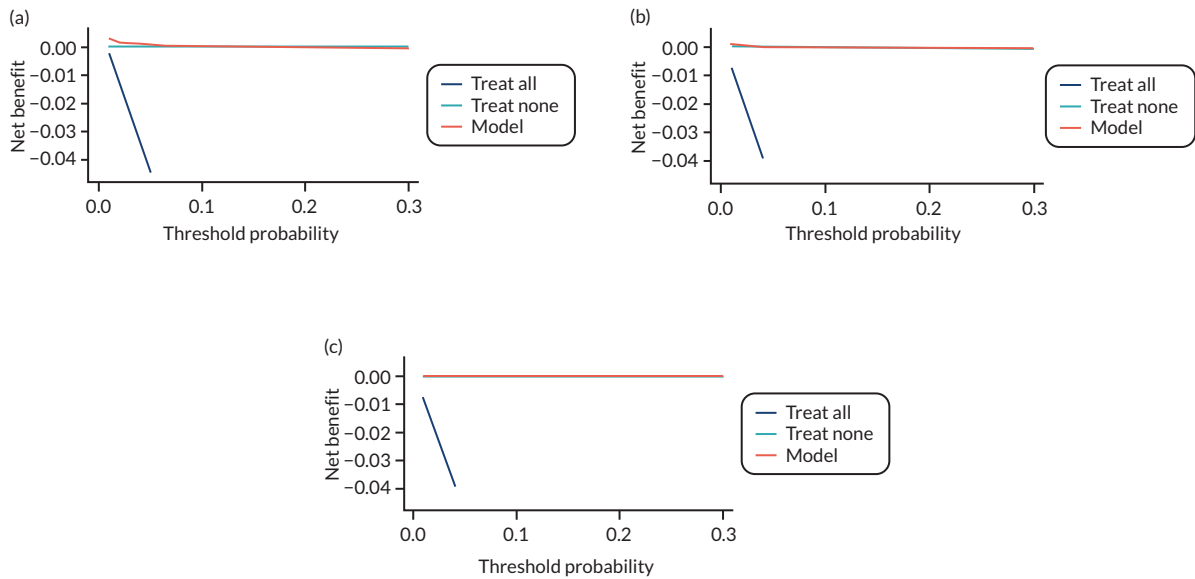 (a)
Net benefit
0.00
−0.01
−0.02
−0.03
−0.04
0.0 0.1 0.2 0.3
Threshold probability
Treat all
Treat none
Model
(b)
Net benefit
0.00
−0.01
−0.02
−0.03
−0.04
0.0 0.1 0.2 0.3
Threshold probability
Treat all
Treat none
Model
(c)
Net benefit
0.00
−0.01
−0.02
−0.03
−0.04
0.0 0.1 0.2 0.3
Threshold probability
Treat all
Treat none
Model